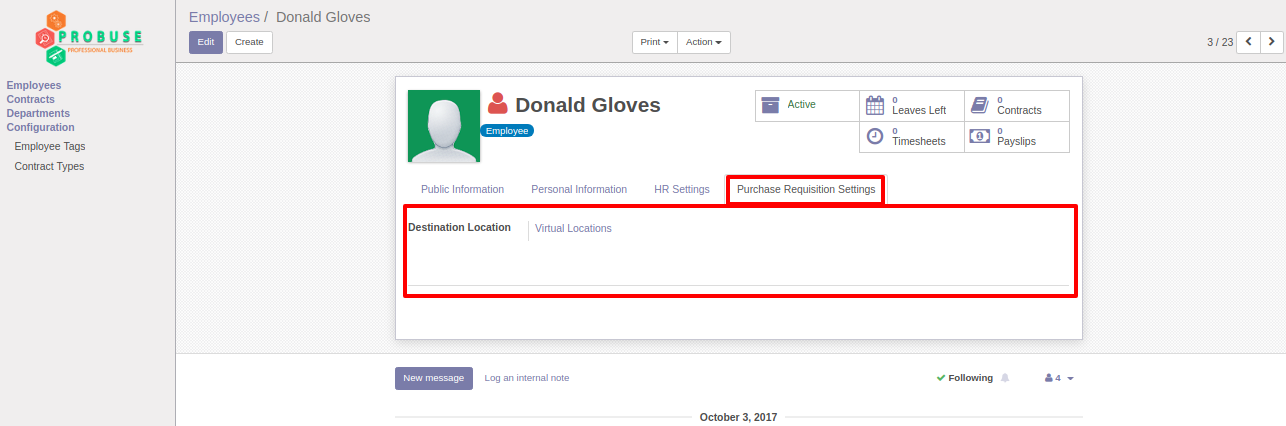 PROBUSE
PROFESSIONAL BUSINESS
Employees
Contracts
Departments
Configuration
Employee Tags
Contract Types
Employees / Donald Gloves
Edit Create
Print Action
3 / 23
Donald Gloves
Employee
Active
0 Leaves Left
0 Contracts
0 Timesheets
0 Payslips
Public Information Personal Information HR Settings Purchase Requisition Settings
Destination Location Virtual Locations
New message Log an internal note
Following 4
October 3, 2017